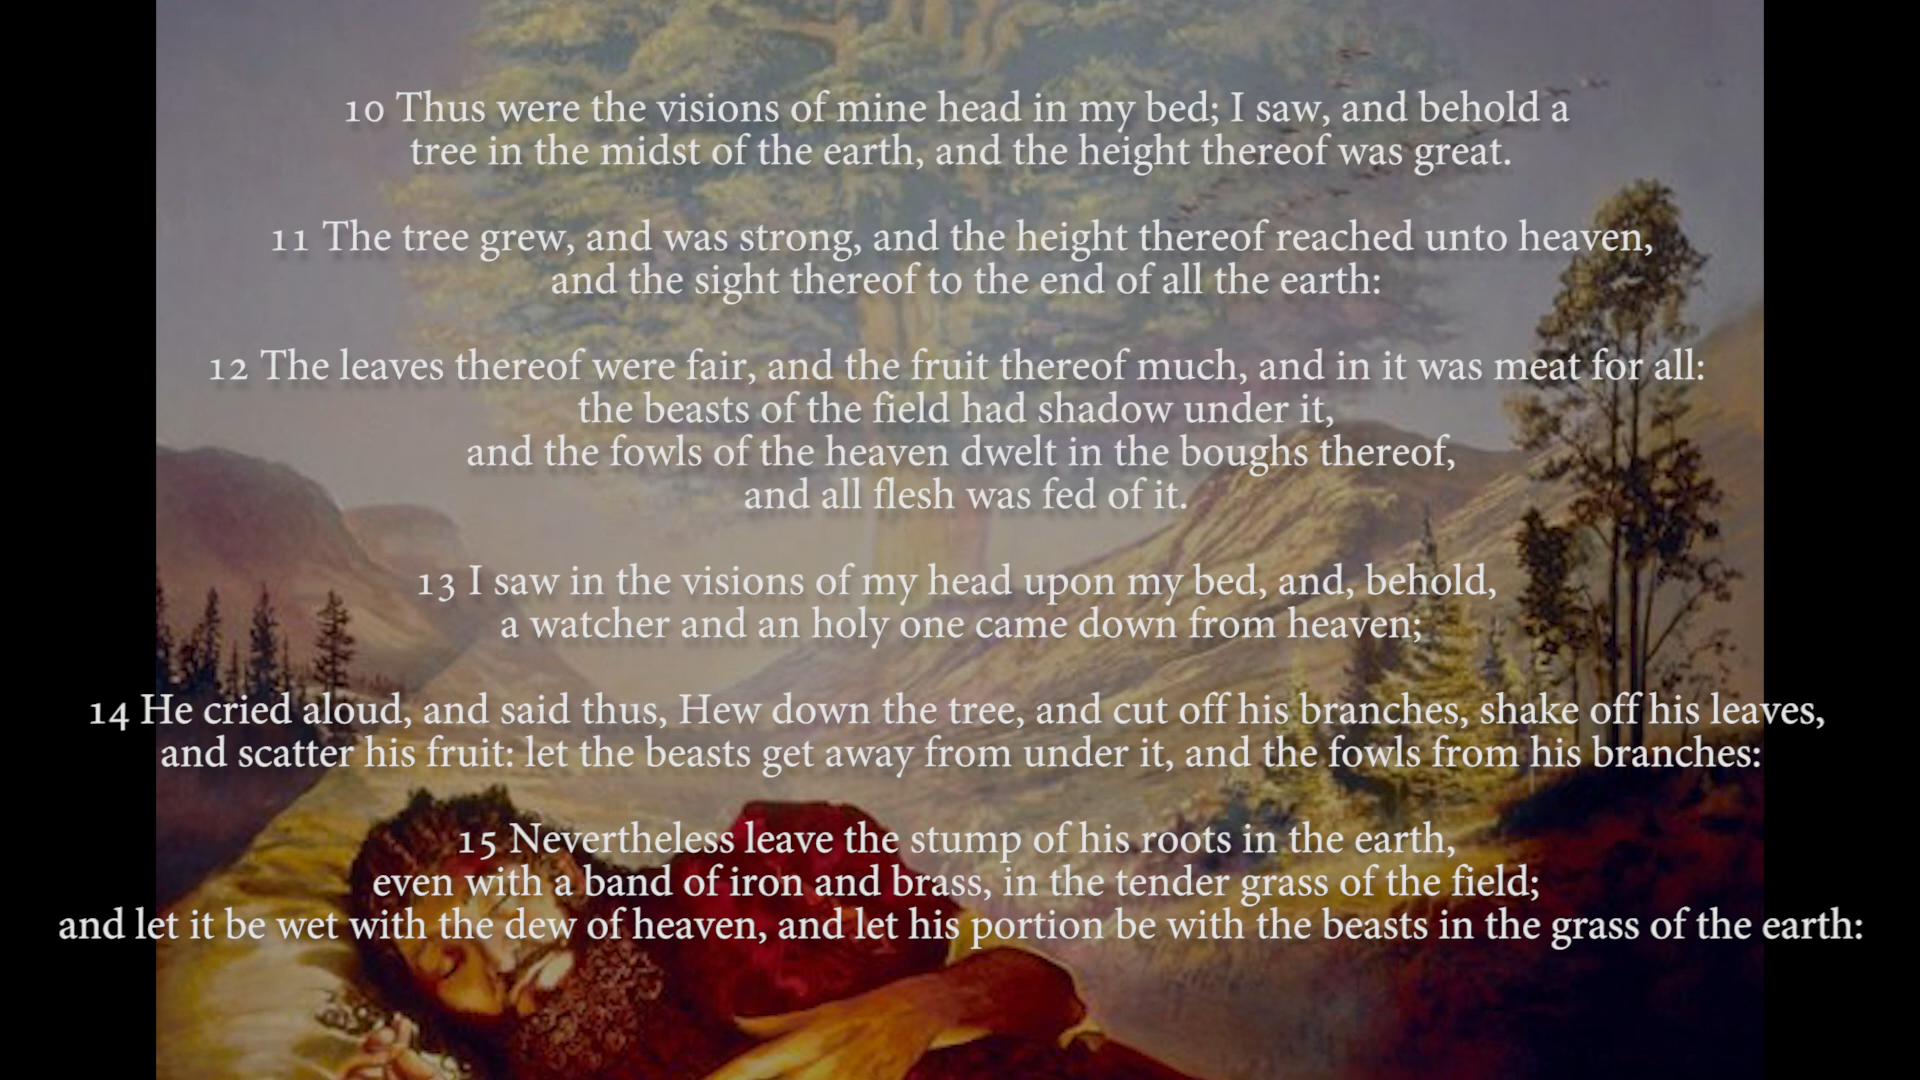 10 Thus were the visions of mine head in my bed; I saw, and behold a
tree in the midst of the earth, and the height thereof was great.
11 The tree grew, and was strong, and the height thereof reached unto heaven,
and the sight thereof to the end of all the earth:
12 The leaves thereof were fair, and the fruit thereof much, and in it was meat for all:
the beasts of the field had shadow under it,
and the fowls of the heaven dwelt in the boughs thereof,
and all flesh was fed of it.
13 I saw in the visions of my head upon my bed, and, behold,
a watcher and an holy one came down from heaven;
14 He cried aloud, and said thus, Hew down the tree, and cut off his branches, shake off his leaves,
and scatter his fruit: let the beasts get away from under it, and the fowls from his branches:
15 Nevertheless leave the stump of his roots in the earth,
even with a band of iron and brass, in the tender grass of the field;
and let it be wet with the dew of heaven, and let his portion be with the beasts in the grass of the earth: